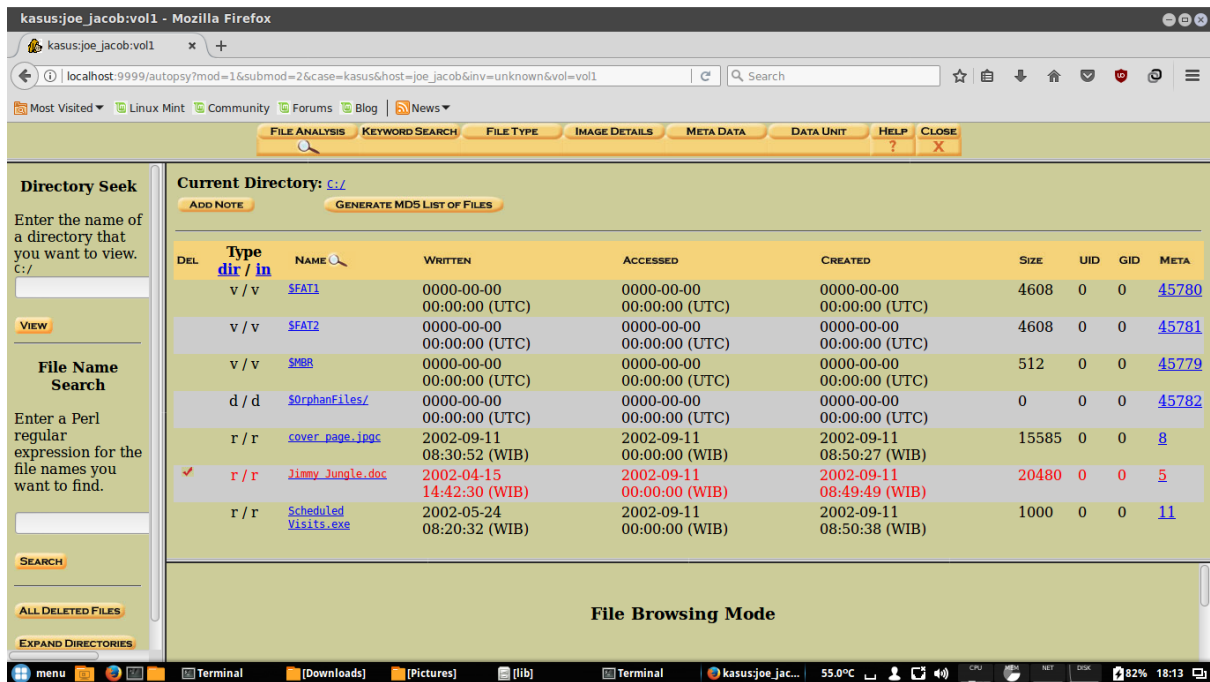 kasus:joe_jacob:vol1 - Mozilla Firefox
kasus:joe_jacob:vol1 × +
localhost:9999/autopsy?mod=1&submod=2&case=kasus&host=joe_jacob&inv=unknown&vol=vol1 Search
Most Visited Linux Mint Community Forums Blog News
FILE ANALYSIS KEYWORD SEARCH FILE TYPE IMAGE DETAILS META DATA DATA UNIT HELP CLOSE
? X
Directory Seek
Enter the name of
a directory that
you want to view.
C:/
VIEW
File Name
Search
Enter a Perl
regular
expression for the
file names you
want to find.
SEARCH
ALL DELETED FILES
EXPAND DIRECTORIES
Current Directory: C:/
ADD NOTE GENERATE MD5 LIST OF FILES
DEL Type NAME WRITTEN ACCESSED CREATED SIZE UID GID META
dir / in
v / v $FAT1 0000-00-00 0000-00-00 0000-00-00 4608 0 0 45780
00:00:00 (UTC) 00:00:00 (UTC) 00:00:00 (UTC)
v / v $FAT2 0000-00-00 0000-00-00 0000-00-00 4608 0 0 45781
00:00:00 (UTC) 00:00:00 (UTC) 00:00:00 (UTC)
v / v $MBR 0000-00-00 0000-00-00 0000-00-00 512 0 0 45779
00:00:00 (UTC) 00:00:00 (UTC) 00:00:00 (UTC)
d / d $OrphanFiles/ 0000-00-00 0000-00-00 0000-00-00 0 0 0 45782
00:00:00 (UTC) 00:00:00 (UTC) 00:00:00 (UTC)
r / r cover page.jpgc 2002-09-11 2002-09-11 2002-09-11 15585 0 0 8
08:30:52 (WIB) 00:00:00 (WIB) 08:50:27 (WIB)
r / r Jimmy Jungle.doc 2002-04-15 2002-09-11 2002-09-11 20480 0 0 5
14:42:30 (WIB) 00:00:00 (WIB) 08:49:49 (WIB)
r / r Scheduled 2002-05-24 2002-09-11 2002-09-11 1000 0 0 11
Visits.exe 08:20:32 (WIB) 00:00:00 (WIB) 08:50:38 (WIB)
File Browsing Mode
menu Terminal [Downloads] [Pictures] [lib] Terminal kasus:joe_jac... 55.0ºC CPU MEM NET DISK 82% 18:13